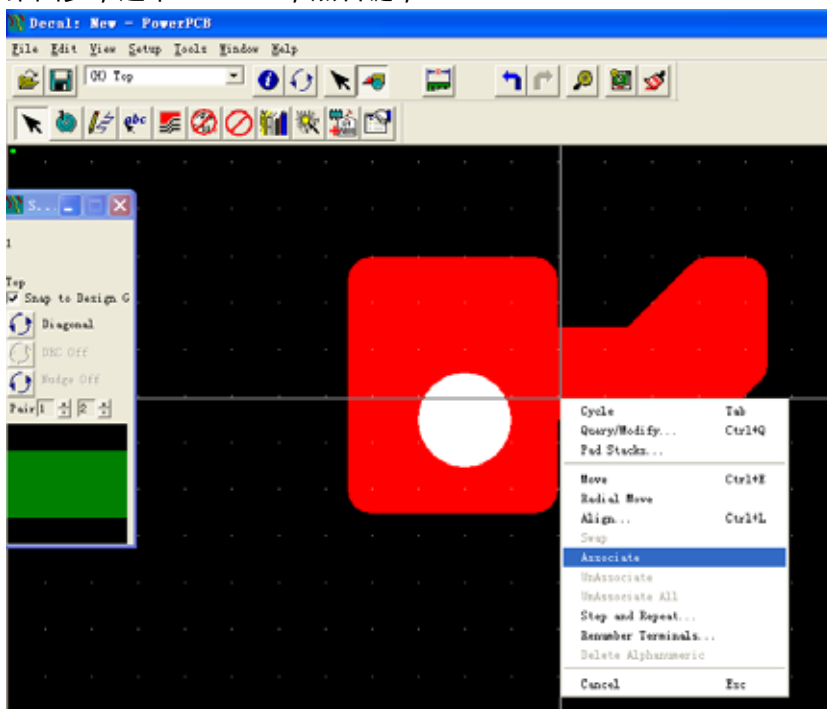 Decal: New - PowerPCB
File Edit View Setup Tools Window Help
(H) Top
abc
S...
1
Top
Snap to Design G
Diagonal
DRC Off
Nudge Off
Pair 1 2
Cycle Tab
Query/Modify... Ctrl+Q
Pad Stacks...
Move Ctrl+E
Radial Move
Align... Ctrl+L
Swap
Associate
UnAssociate
UnAssociate All
Step and Repeat...
Renumber Terminals...
Delete Alphanumeric
Cancel Esc